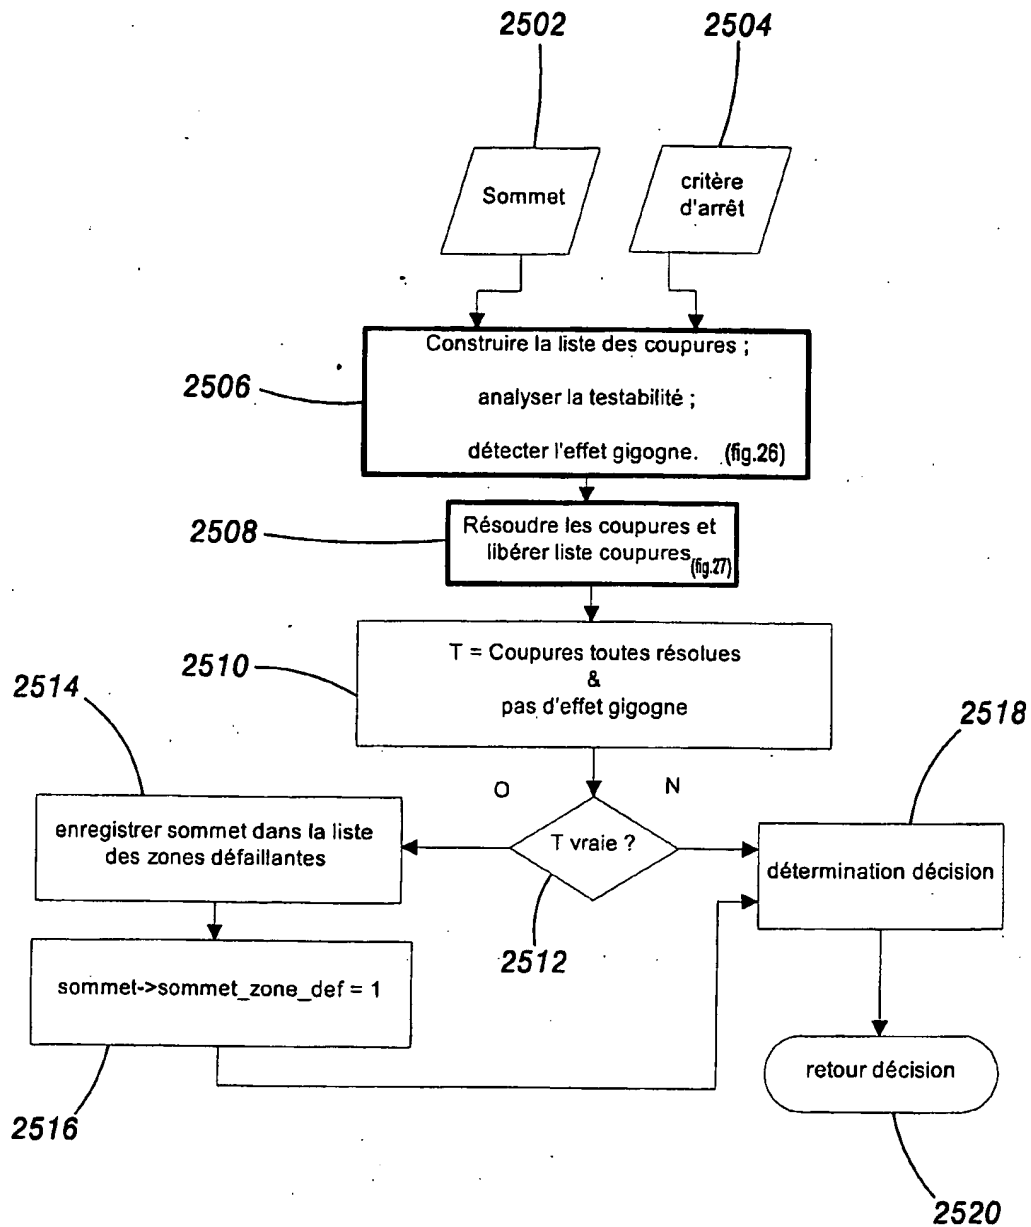 2502
2504
Sommet
critère
d'arrêt
2506
Construire la liste des coupures ;
analyser la testabilité ;
détecter l'effet gigogne. (fig.26)
2508
Résoudre les coupures et
libérer liste coupures (fig.27)
2510
T = Coupures toutes résolues
&
pas d'effet gigogne
2514
2518
O
N
enregistrer sommet dans la liste
des zones défaillantes
T vraie ?
détermination décision
2512
sommet->sommet_zone_def = 1
retour décision
2516
2520